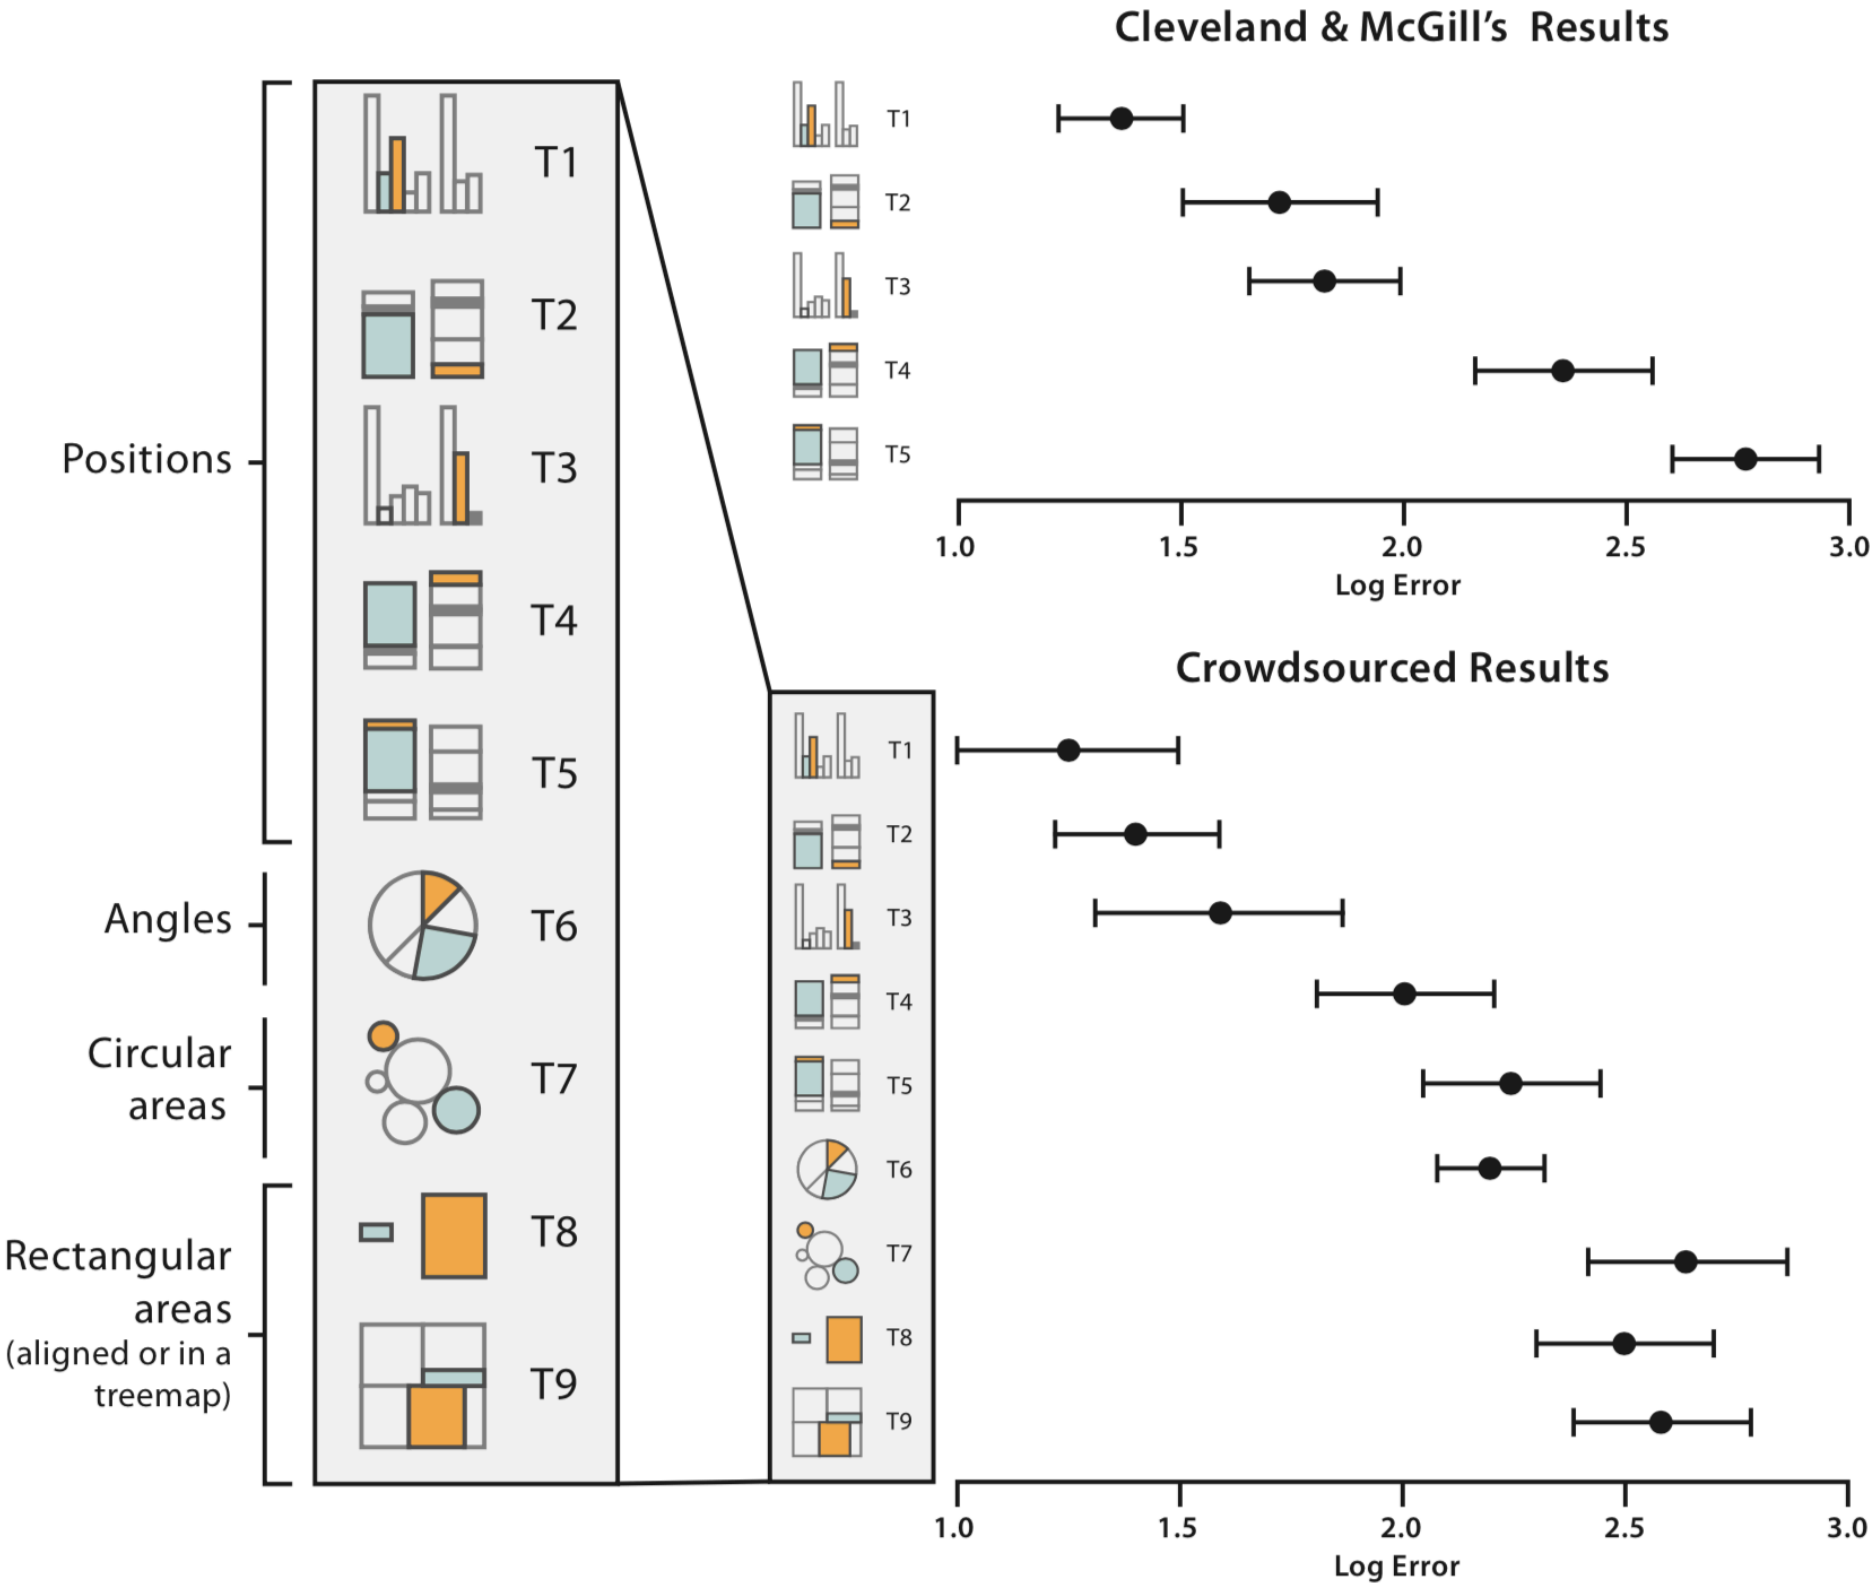 Cleveland & McGill's Results
T1
T2
T3
T4
T5
1.0 1.5 2.0 2.5 3.0
Log Error
Positions
Angles
Circular
areas
Rectangular
areas
(aligned or in a
treemap)
T1
T2
T3
T4
T5
T6
T7
T8
T9
Crowdsourced Results
T1
T2
T3
T4
T5
T6
T7
T8
T9
1.0 1.5 2.0 2.5 3.0
Log Error